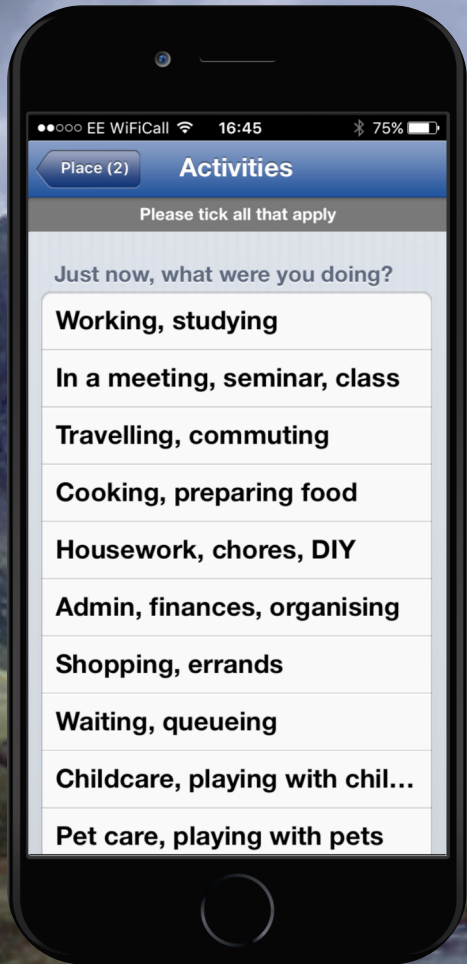 ●●○○○ EE WiFiCall 16:45 75%
Place (2) Activities
Please tick all that apply
Just now, what were you doing?
Working, studying
In a meeting, seminar, class
Travelling, commuting
Cooking, preparing food
Housework, chores, DIY
Admin, finances, organising
Shopping, errands
Waiting, queueing
Childcare, playing with chil...
Pet care, playing with pets